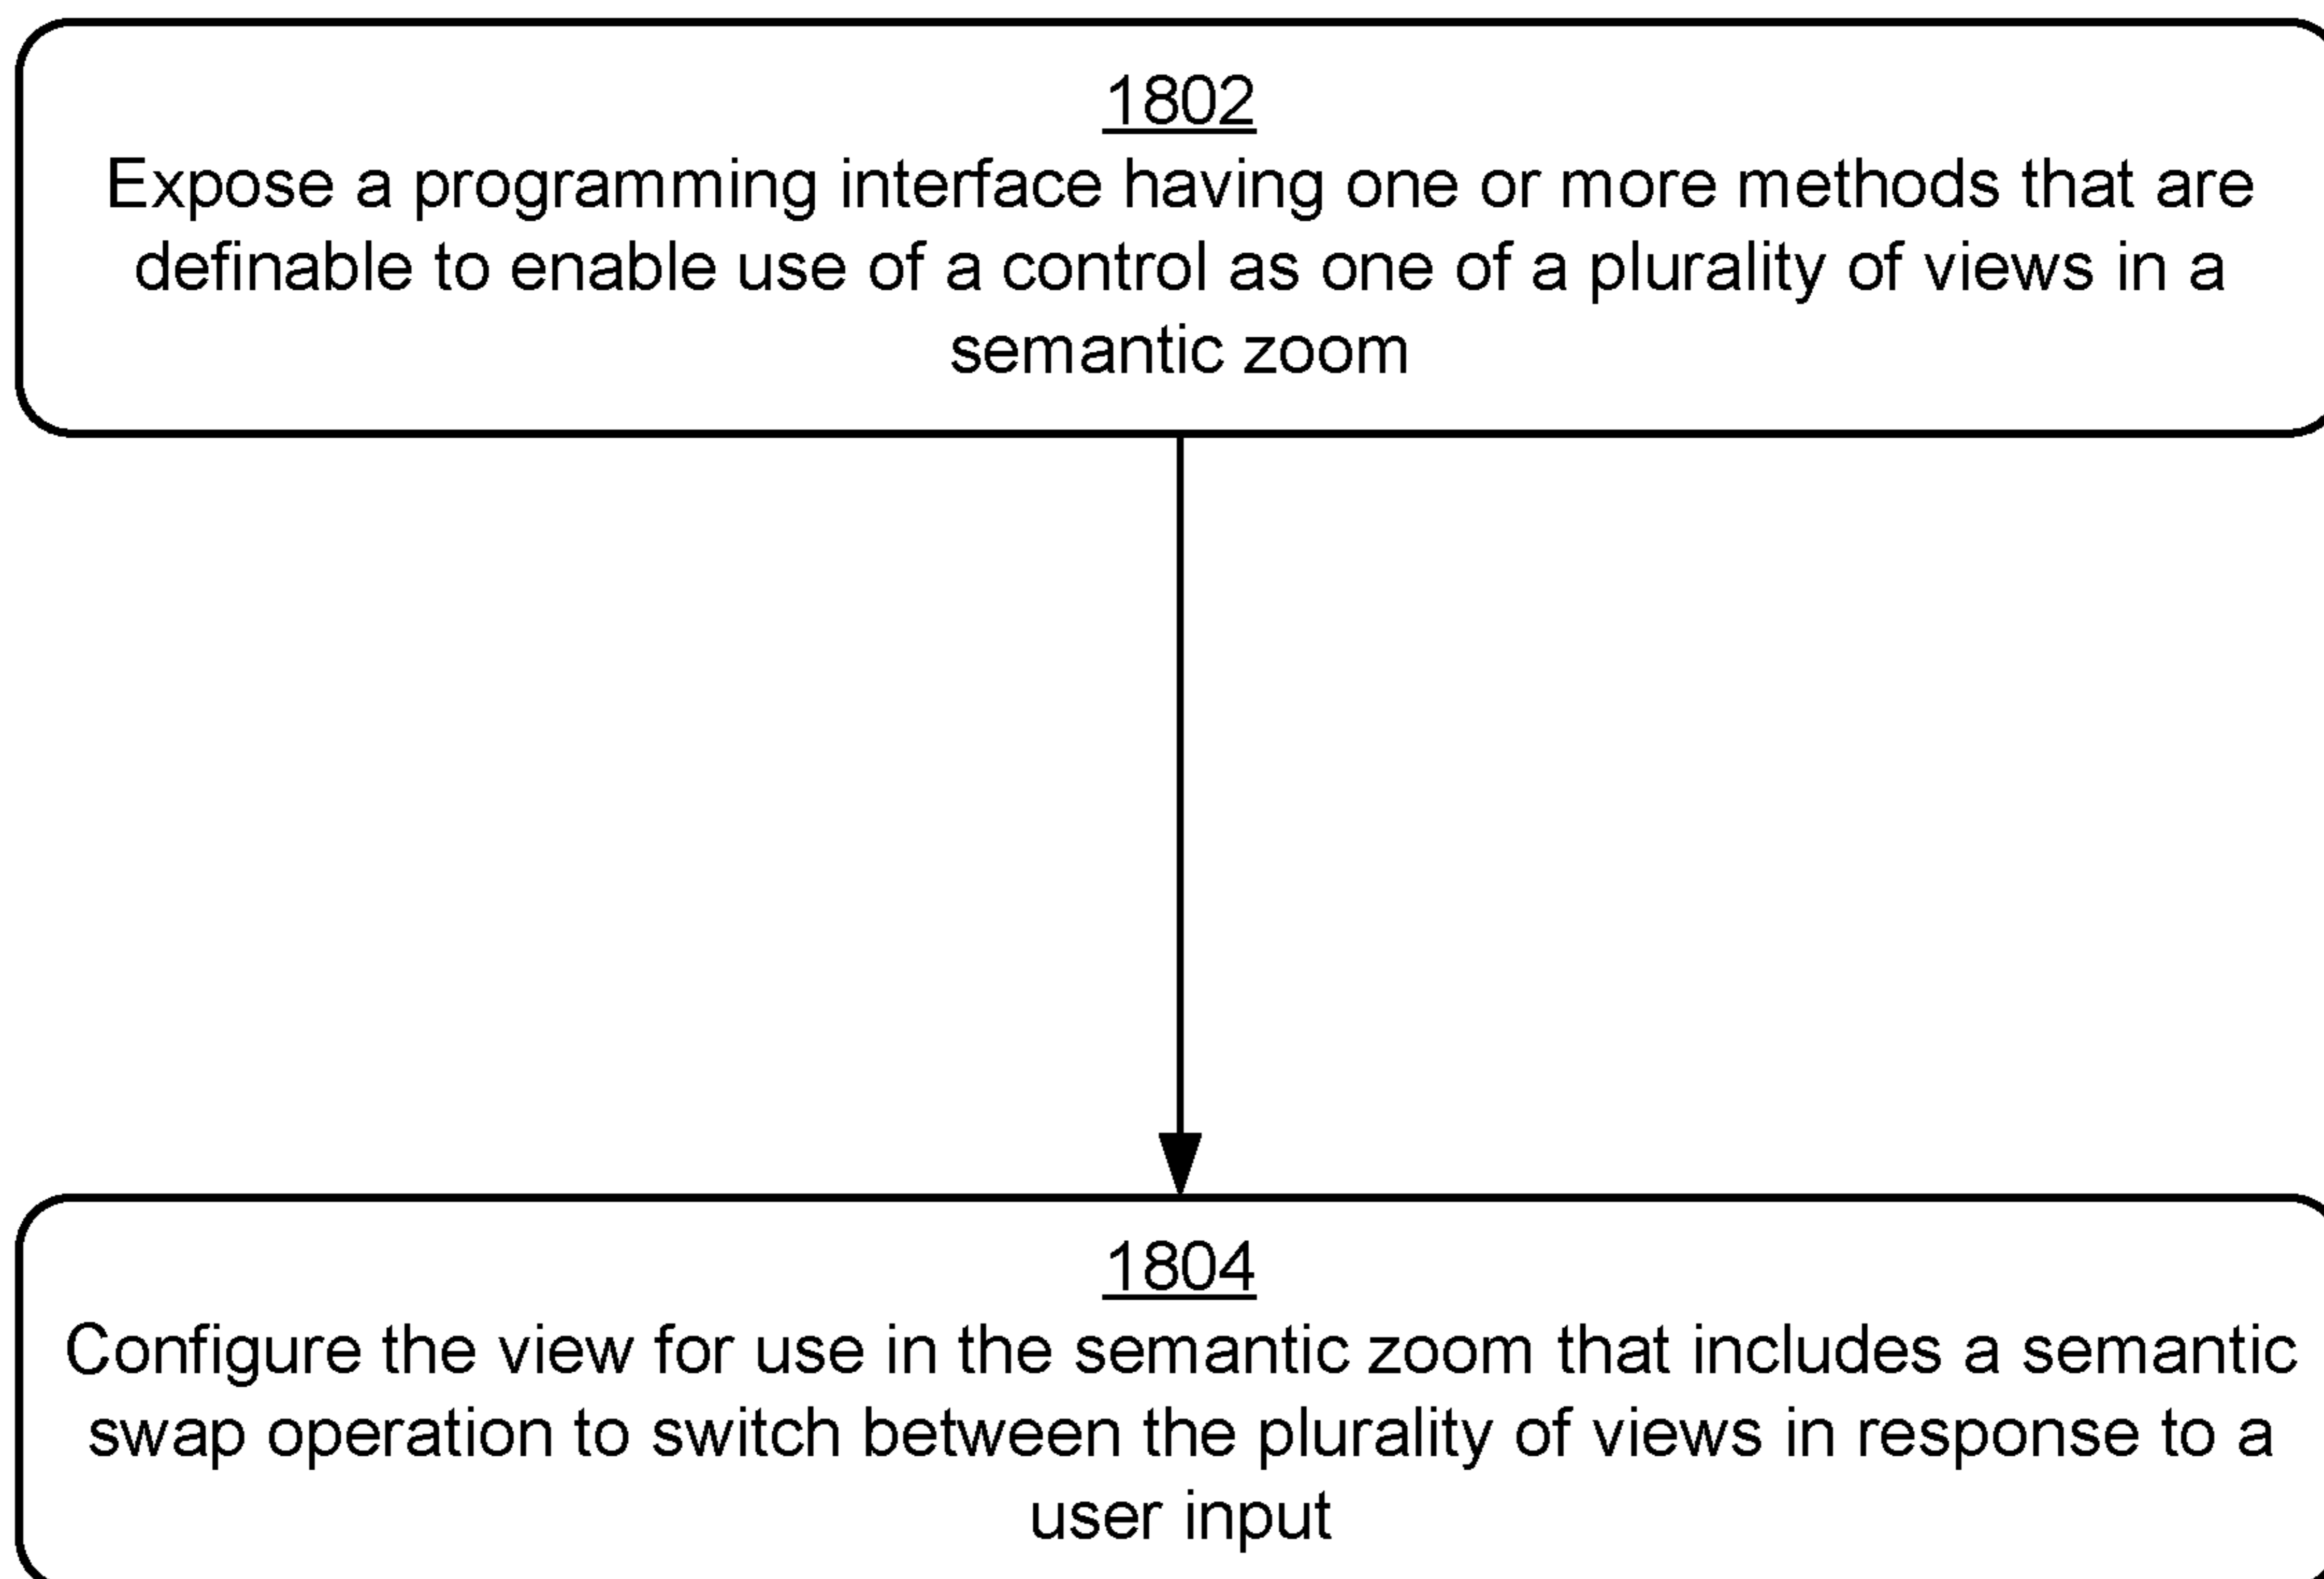 1802
Expose a programming interface having one or more methods that are
definable to enable use of a control as one of a plurality of views in a
semantic zoom
1804
Configure the view for use in the semantic zoom that includes a semantic
swap operation to switch between the plurality of views in response to a
user input